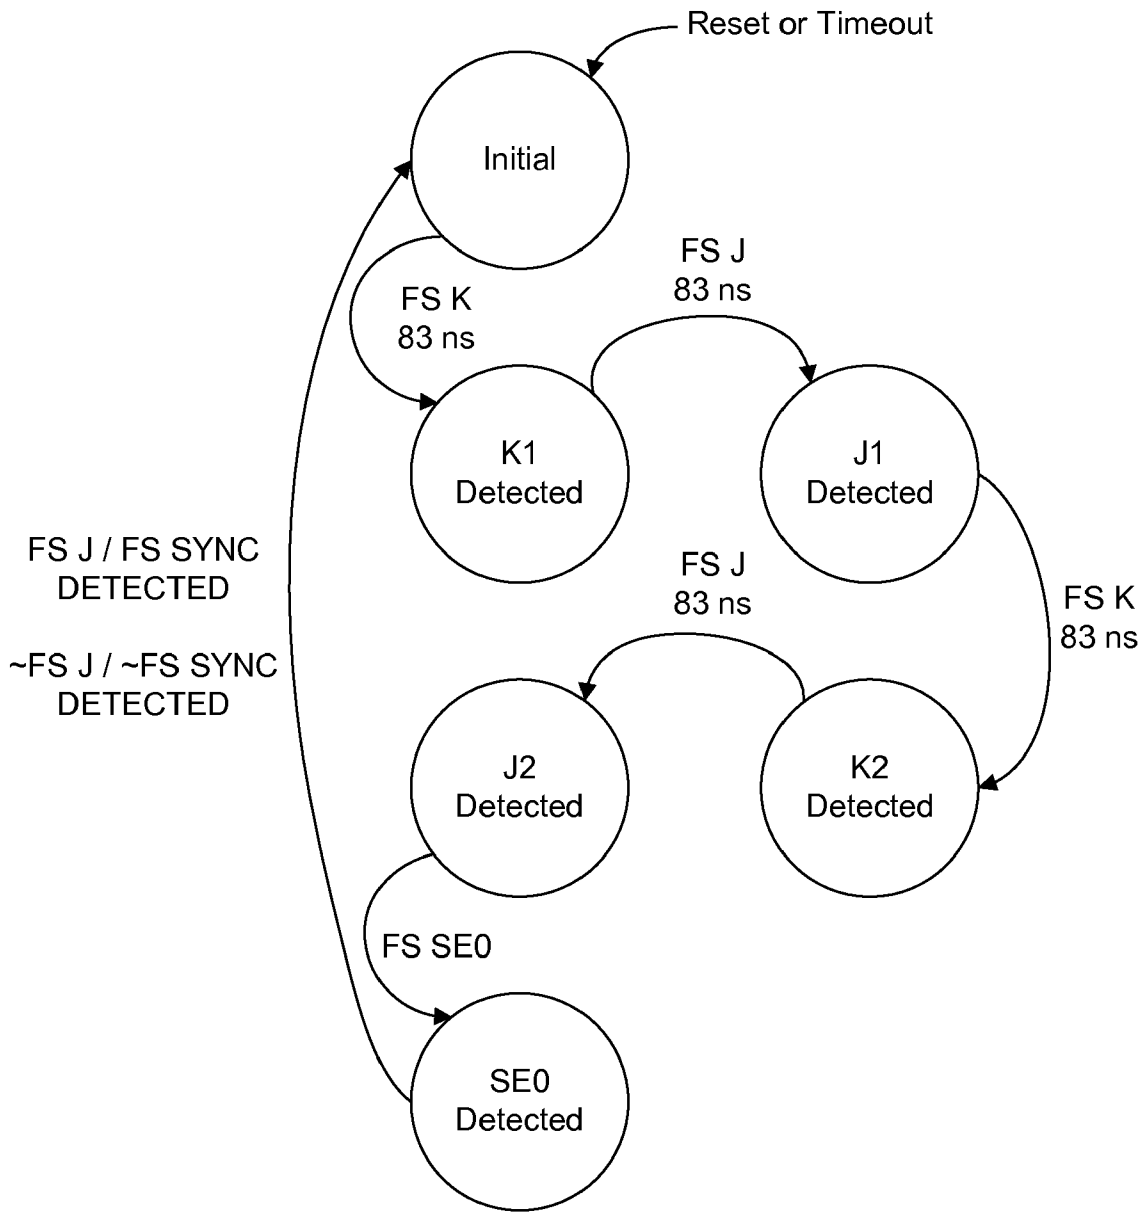 Reset or Timeout
Initial
FS J
83 ns
FS K
83 ns
K1
Detected
J1
Detected
FS J / FS SYNC
DETECTED
FS J
83 ns
FS K
83 ns
~FS J / ~FS SYNC
DETECTED
J2
Detected
K2
Detected
FS SE0
SE0
Detected